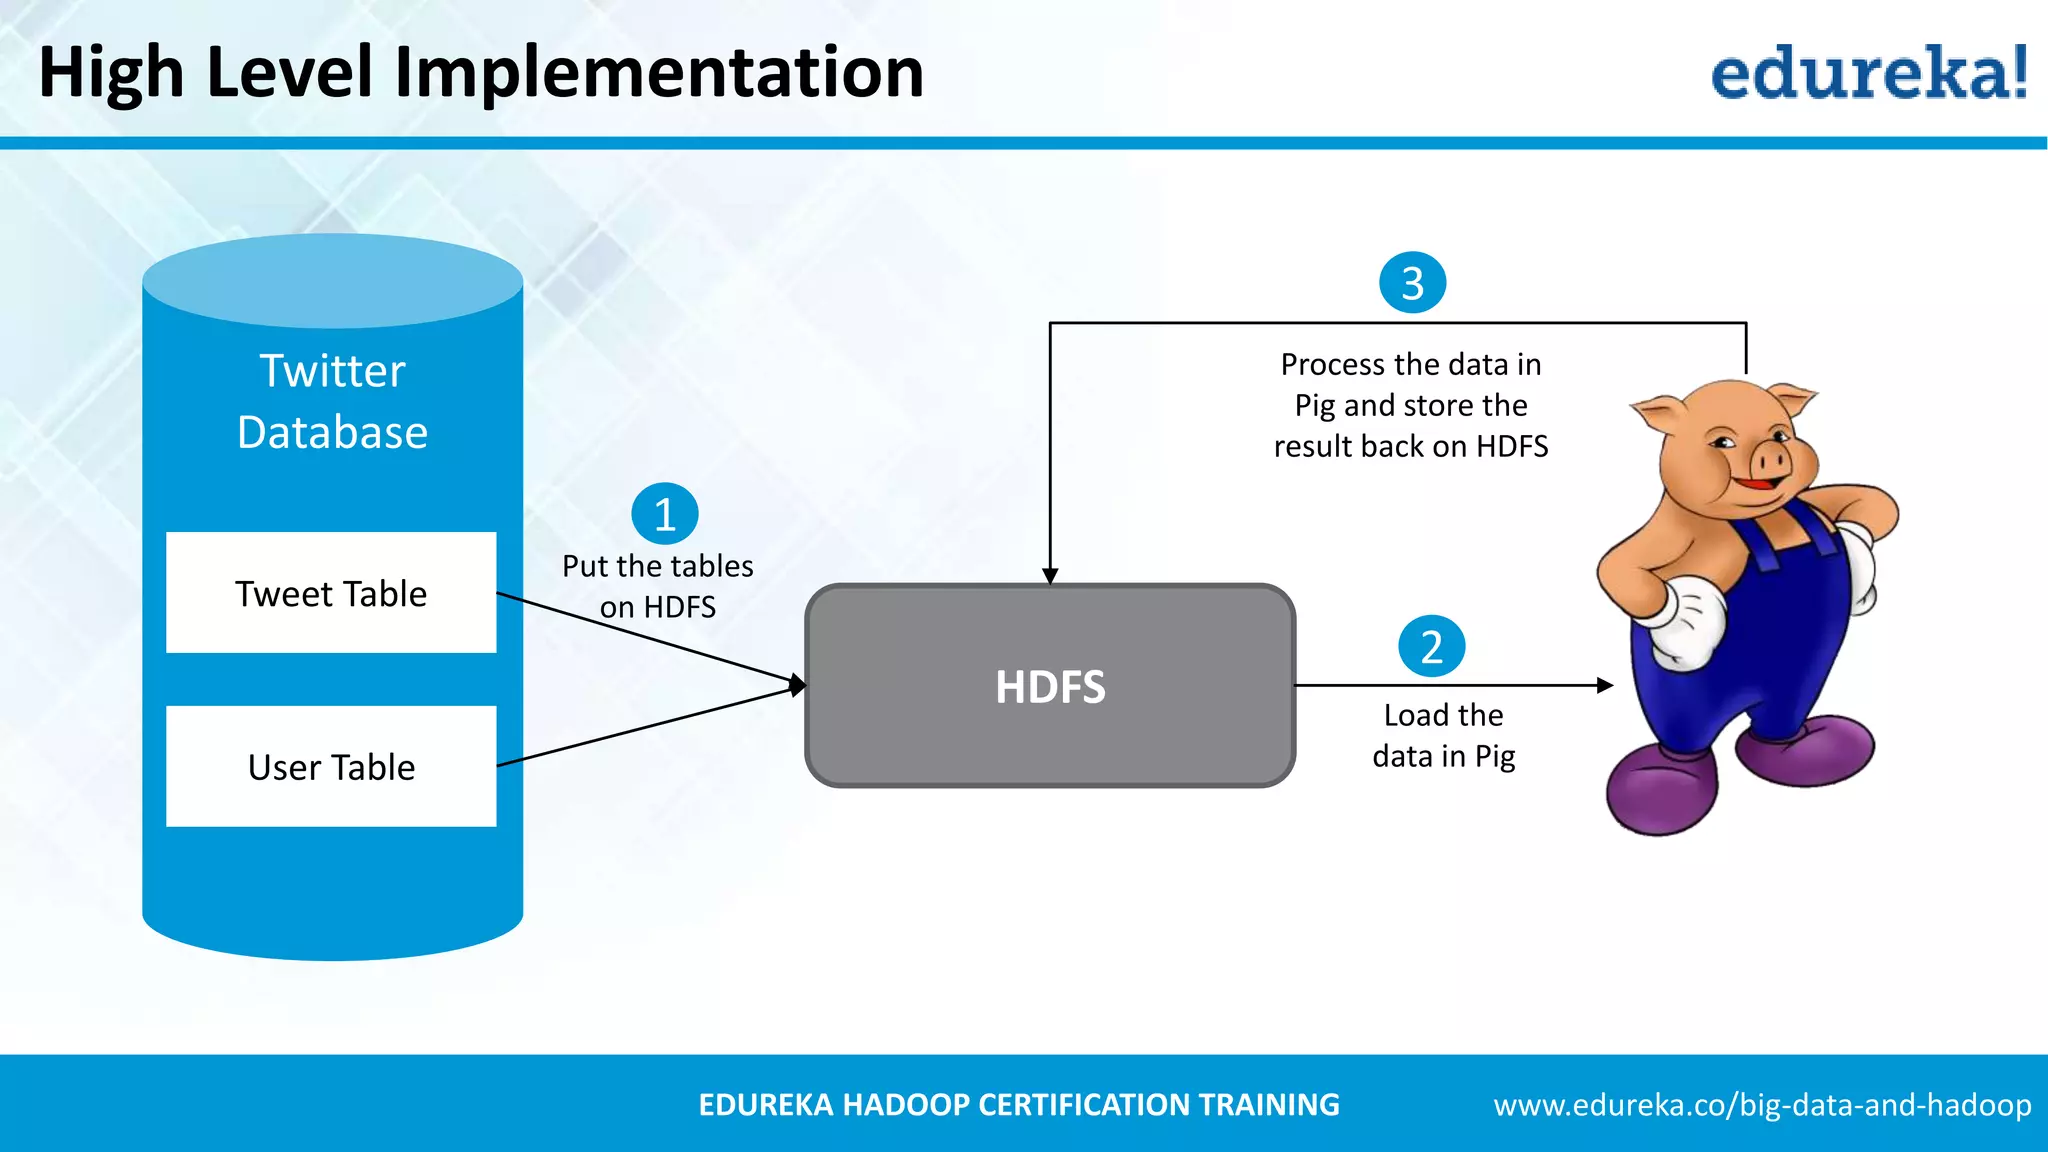 High Level Implementation
edureka!
Twitter
Database
Tweet Table
User Table
1
Put the tables
on HDFS
HDFS
2
Load the
data in Pig
3
Process the data in
Pig and store the
result back on HDFS
EDUREKA HADOOP CERTIFICATION TRAINING
www.edureka.co/big-data-and-hadoop